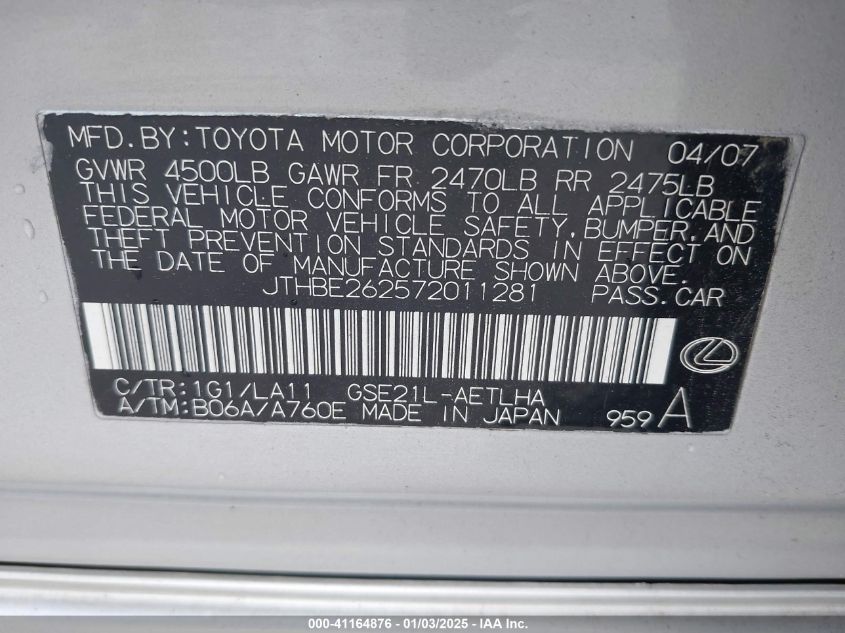 MFD. BY: TOYOTA MOTOR CORPORATION 04/07
GVWR 4500LB GAWR FR 2470LB RR 2475LB
THIS VEHICLE CONFORMS TO ALL APPLICABLE
FEDERAL MOTOR VEHICLE SAFETY, BUMPER, AND
THEFT PREVENTION STANDARDS IN EFFECT ON
THE DATE OF MANUFACTURE SHOWN ABOVE.
JTHBE262572011281 PASS. CAR
C/TR: 1G1/LA11 GSE21L-AETLHA
A/TM: B06A/A760E MADE IN JAPAN 959 A
000-41164876 - 01/03/2025 - IAA Inc.